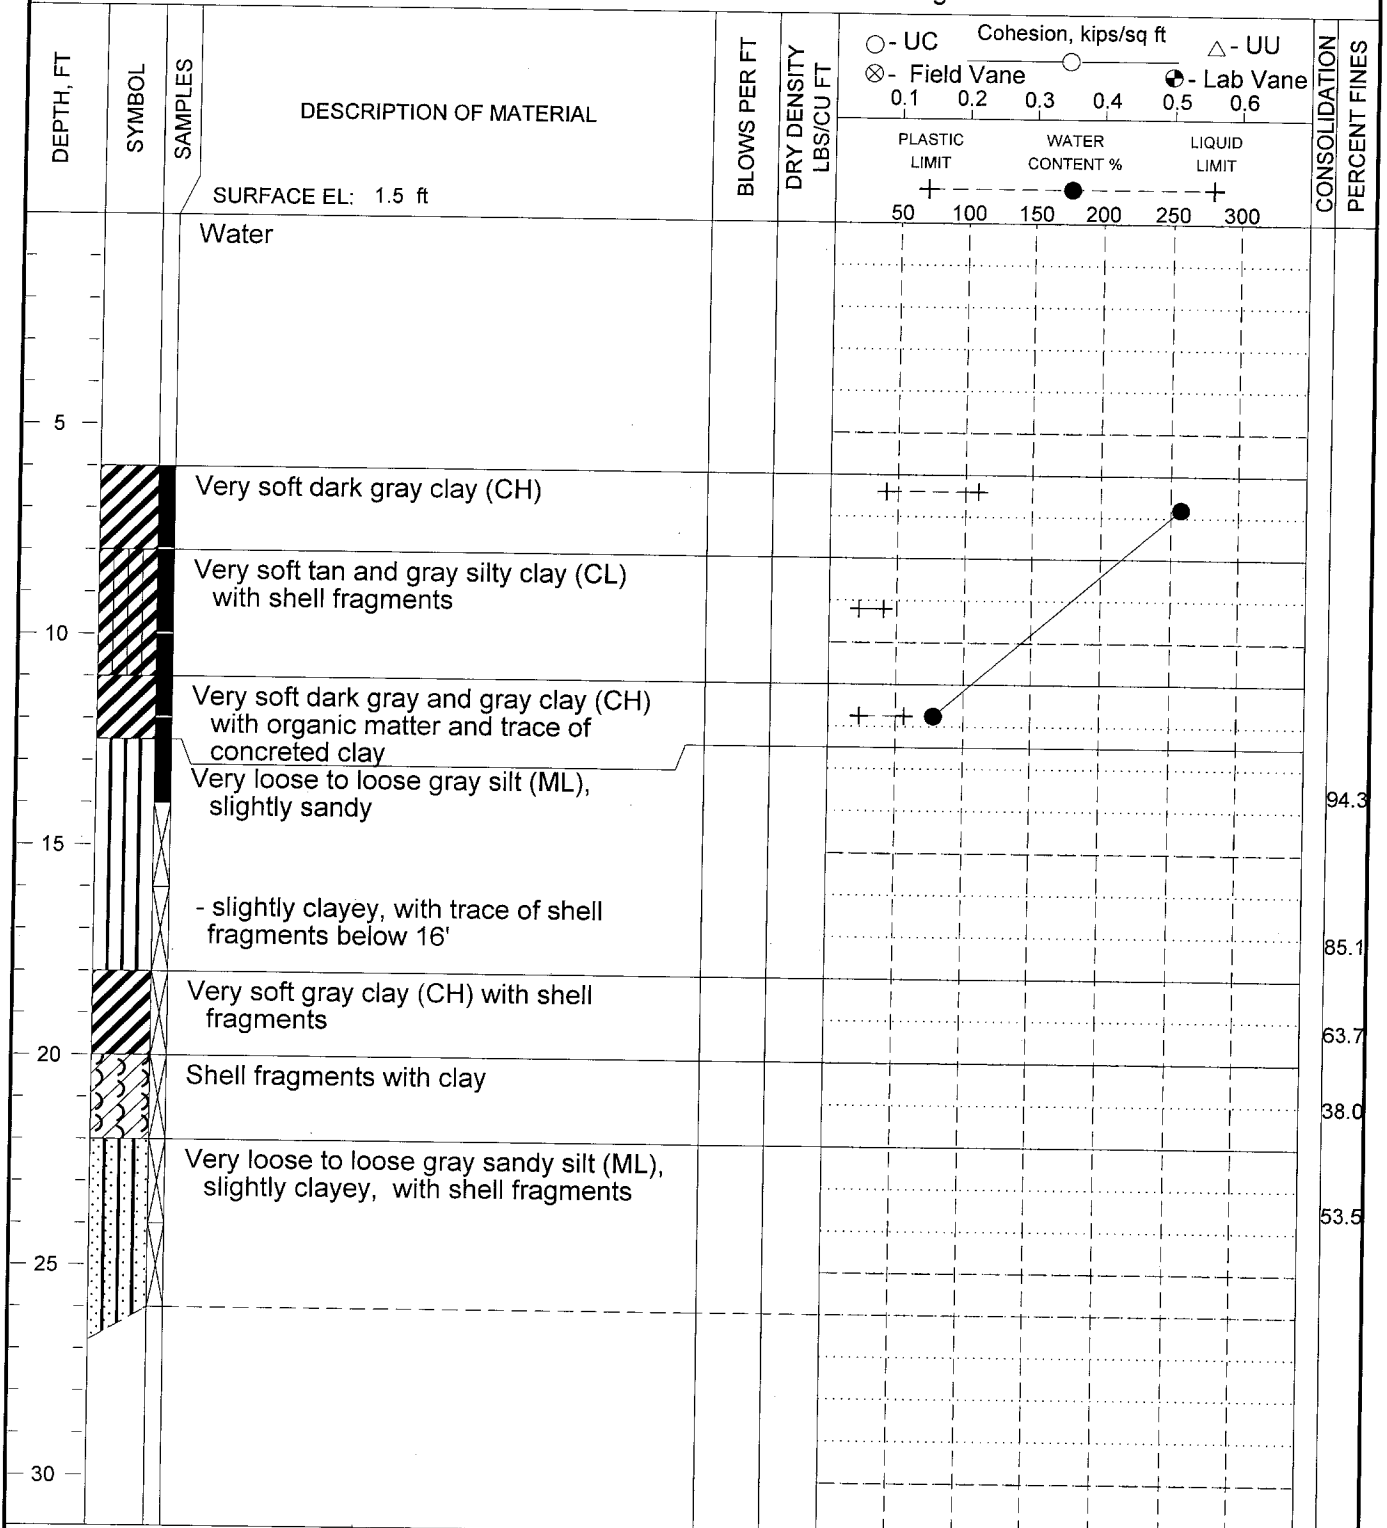 DEPTH, FT
SYMBOL
SAMPLES
DESCRIPTION OF MATERIAL
SURFACE EL: 1.5 ft
BLOWS PER FT
DRY DENSITY
LBS/CU FT
- UC
Cohesion, kips/sq ft
- UU
- Field Vane
- Lab Vane
0.1 0.2 0.3 0.4 0.5 0.6
PLASTIC LIMIT
WATER CONTENT %
LIQUID LIMIT
50 100 150 200 250 300
CONSOLIDATION
PERCENT FINES
Water
5
Very soft dark gray clay (CH)
Very soft tan and gray silty clay (CL)
with shell fragments
10
Very soft dark gray and gray clay (CH)
with organic matter and trace of
concreted clay
Very loose to loose gray silt (ML),
slightly sandy
94.3
15
- slightly clayey, with trace of shell
fragments below 16'
85.1
Very soft gray clay (CH) with shell
fragments
63.7
20
Shell fragments with clay
38.0
Very loose to loose gray sandy silt (ML),
slightly clayey, with shell fragments
53.5
25
30